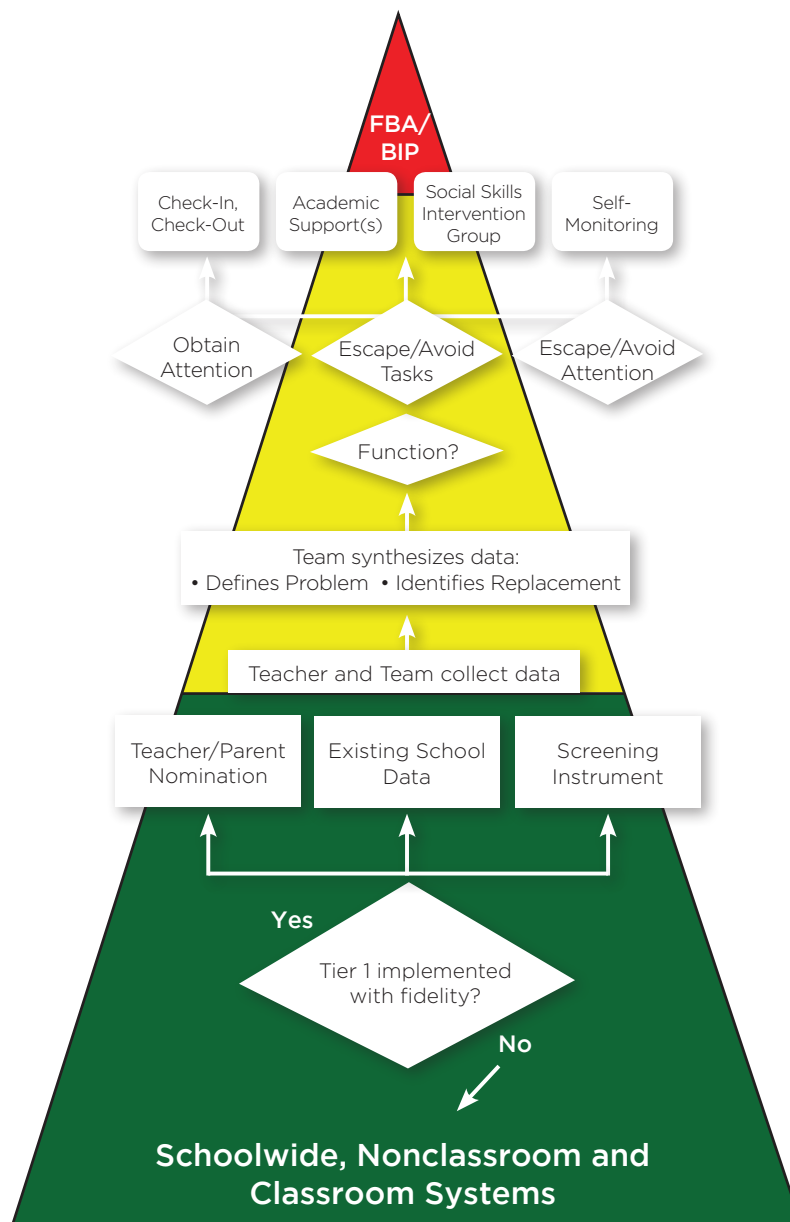 FBA/
BIP
Check-In,
Check-Out
Academic
Support(s)
Social Skills
Intervention
Group
Self-
Monitoring
Obtain
Attention
Escape/Avoid
Tasks
Escape/Avoid
Attention
Function?
Team synthesizes data:
• Defines Problem • Identifies Replacement
Teacher and Team collect data
Teacher/Parent
Nomination
Existing School
Data
Screening
Instrument
Yes
Tier 1 implemented
with fidelity?
No
Schoolwide, Nonclassroom and
Classroom Systems